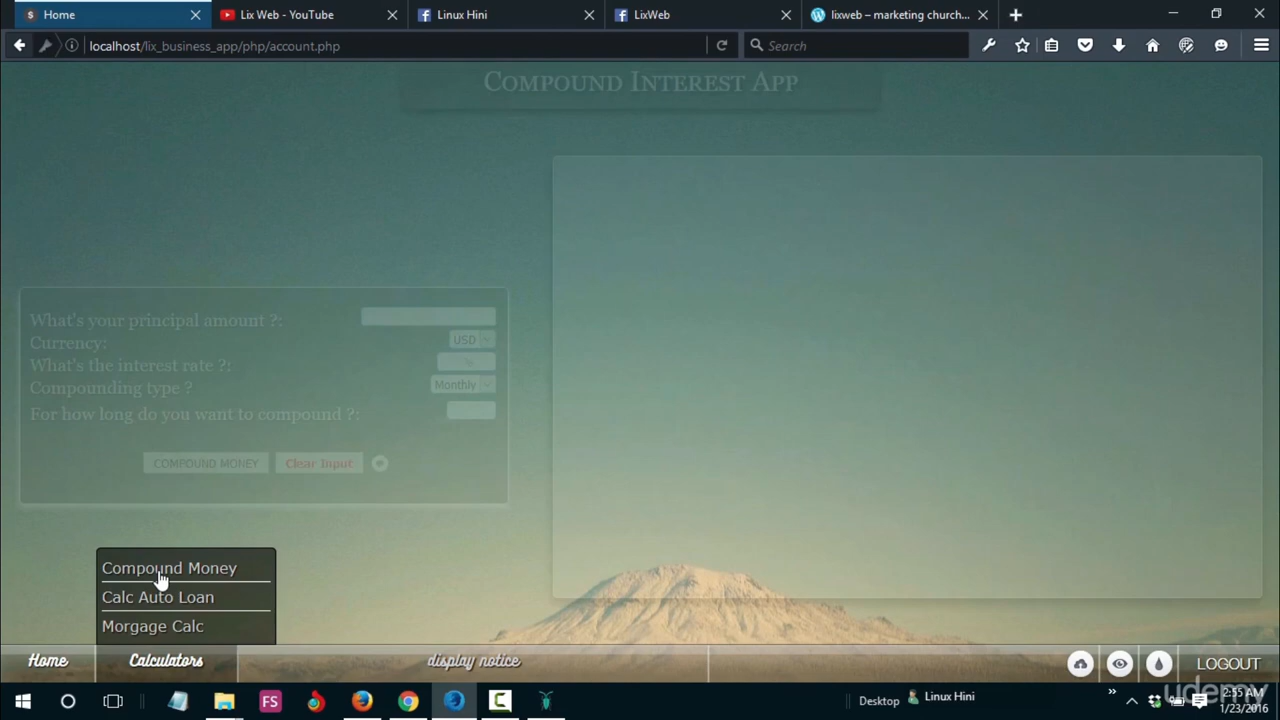 Home
Lix Web - YouTube
Linux Hini
LixWeb
lixweb – marketing church...
localhost/lix_business_app/php/account.php
Search
Compound Interest App
What's your principal amount ?:
Currency:
USD
What's the interest rate ?:
%
Compounding type ?
Monthly
For how long do you want to compound ?:
COMPOUND MONEY
Clear Input
Compound Money
Calc Auto Loan
Morgage Calc
Home
Calculators
display notice
LOGOUT
FS
Desktop
Linux Hini
2:55 AM
1/23/2016
udemy